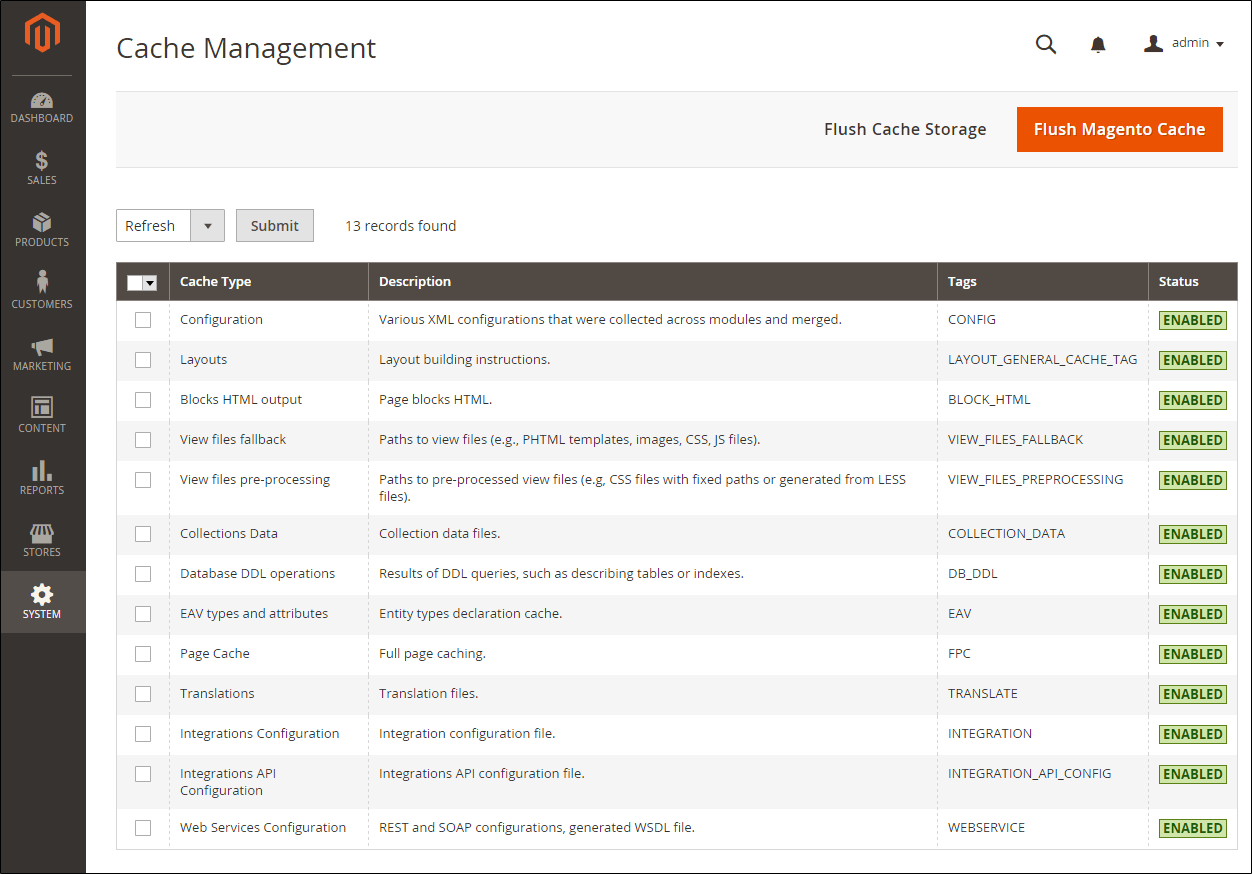 Cache Management
admin
DASHBOARD
SALES
PRODUCTS
CUSTOMERS
MARKETING
CONTENT
REPORTS
STORES
SYSTEM
Flush Cache Storage
Flush Magento Cache
Refresh
Submit
13 records found
Cache Type Description Tags Status
Configuration Various XML configurations that were collected across modules and merged. CONFIG ENABLED
Layouts Layout building instructions. LAYOUT_GENERAL_CACHE_TAG ENABLED
Blocks HTML output Page blocks HTML. BLOCK_HTML ENABLED
View files fallback Paths to view files (e.g., PHTML templates, images, CSS, JS files). VIEW_FILES_FALLBACK ENABLED
View files pre-processing Paths to pre-processed view files (e.g, CSS files with fixed paths or generated from LESS VIEW_FILES_PREPROCESSING ENABLED
files).
Collections Data Collection data files. COLLECTION_DATA ENABLED
Database DDL operations Results of DDL queries, such as describing tables or indexes. DB_DDL ENABLED
EAV types and attributes Entity types declaration cache. EAV ENABLED
Page Cache Full page caching. FPC ENABLED
Translations Translation files. TRANSLATE ENABLED
Integrations Configuration Integration configuration file. INTEGRATION ENABLED
Integrations API Integrations API configuration file. INTEGRATION_API_CONFIG ENABLED
Configuration
Web Services Configuration REST and SOAP configurations, generated WSDL file. WEBSERVICE ENABLED